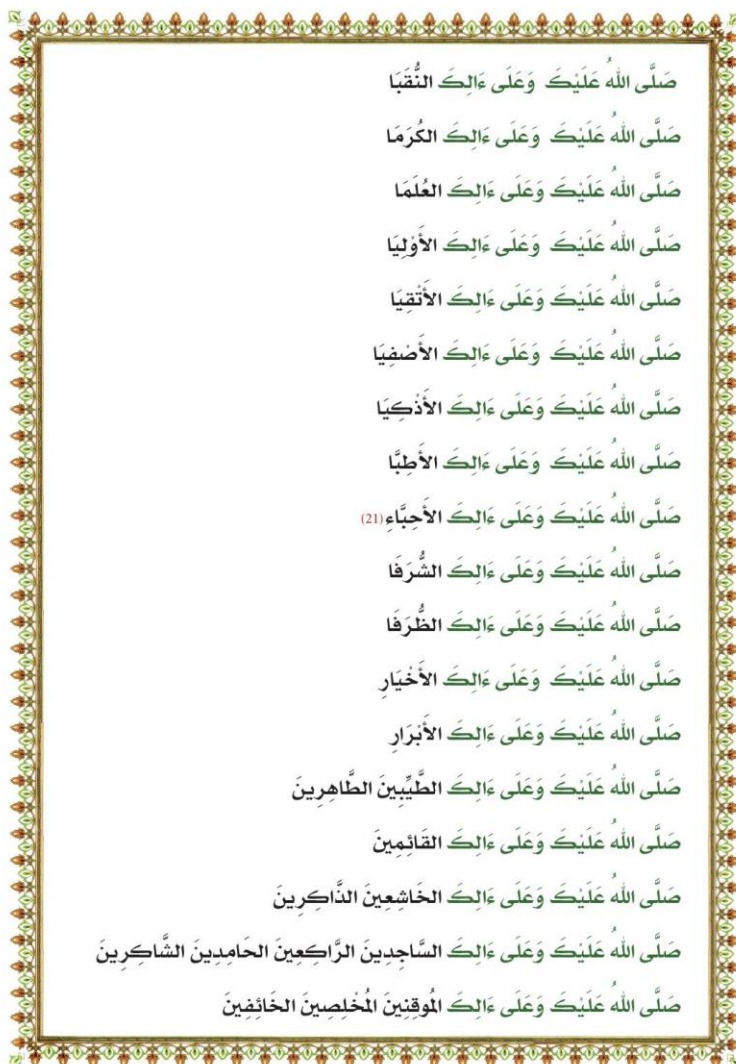 صَلَّى اللهُ عَلَيْكَ وَعَلَى ءَالِكَ النُّقَبَا
صَلَّى اللهُ عَلَيْكَ وَعَلَى ءَالِكَ الكُرَمَا
صَلَّى اللهُ عَلَيْكَ وَعَلَى ءَالِكَ العُلَمَا
صَلَّى اللهُ عَلَيْكَ وَعَلَى ءَالِكَ الأَوْلِيَا
صَلَّى اللهُ عَلَيْكَ وَعَلَى ءَالِكَ الأَتْقِيَا
صَلَّى اللهُ عَلَيْكَ وَعَلَى ءَالِكَ الأَصْفِيَا
صَلَّى اللهُ عَلَيْكَ وَعَلَى ءَالِكَ الأَذْكِيَا
صَلَّى اللهُ عَلَيْكَ وَعَلَى ءَالِكَ الأَطِبَّا
صَلَّى اللهُ عَلَيْكَ وَعَلَى ءَالِكَ الأَحِبَّاءِ (21)
صَلَّى اللهُ عَلَيْكَ وَعَلَى ءَالِكَ الشُّرَفَا
صَلَّى اللهُ عَلَيْكَ وَعَلَى ءَالِكَ الظُّرَفَا
صَلَّى اللهُ عَلَيْكَ وَعَلَى ءَالِكَ الأَخْيَارِ
صَلَّى اللهُ عَلَيْكَ وَعَلَى ءَالِكَ الأَبْرَارِ
صَلَّى اللهُ عَلَيْكَ وَعَلَى ءَالِكَ الطَّيِّبِينَ الطَّاهِرِينَ
صَلَّى اللهُ عَلَيْكَ وَعَلَى ءَالِكَ القَائِمِينَ
صَلَّى اللهُ عَلَيْكَ وَعَلَى ءَالِكَ الخَاشِعِينَ الذَّاكِرِينَ
صَلَّى اللهُ عَلَيْكَ وَعَلَى ءَالِكَ السَّاجِدِينَ الرَّاكِعِينَ الحَامِدِينَ الشَّاكِرِينَ
صَلَّى اللهُ عَلَيْكَ وَعَلَى ءَالِكَ المُوقِنِينَ المُخْلِصِينَ الخَائِفِينَ